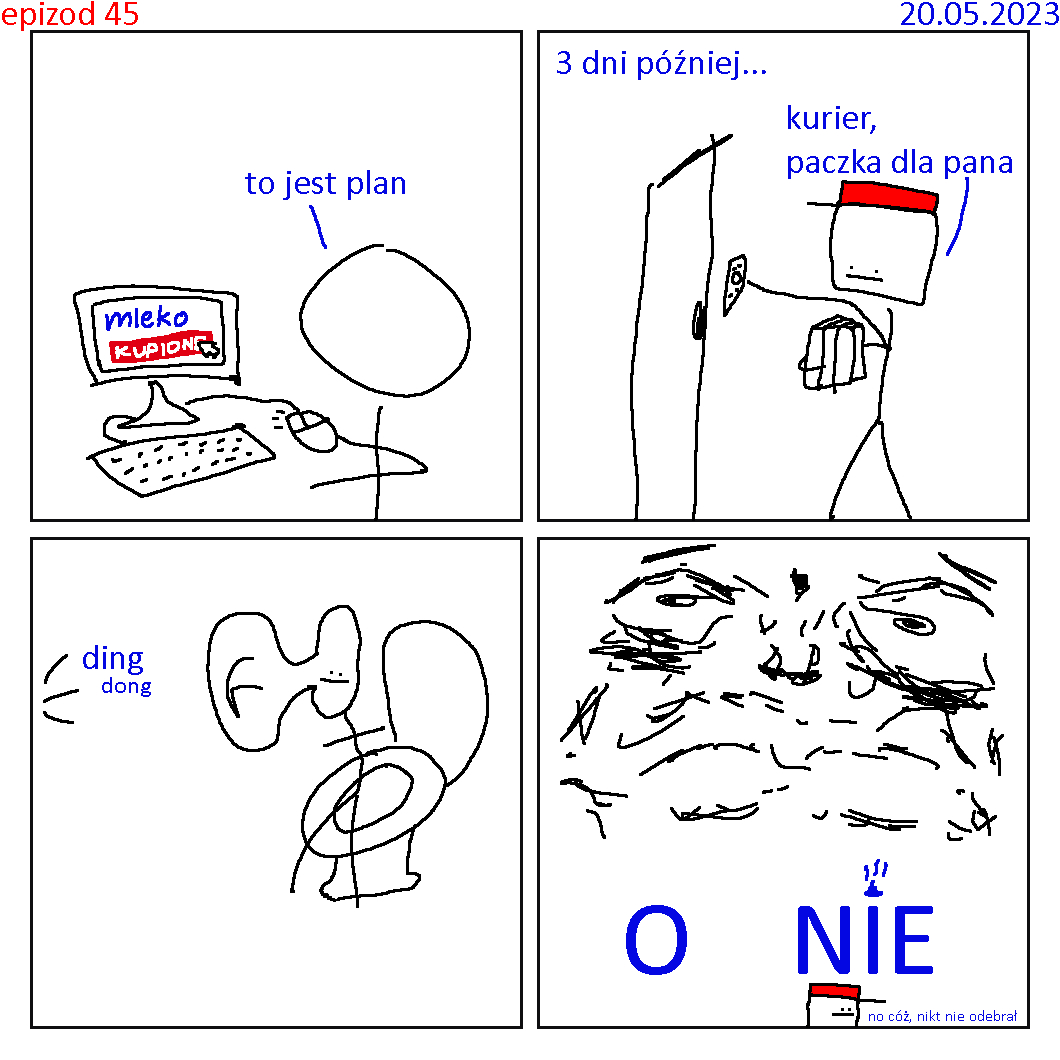 epizod 45
20.05.2023
to jest plan
mleko
KUPIONE
3 dni później...
kurier,
paczka dla pana
ding
dong
O NIE
no cóż, nikt nie odebrał